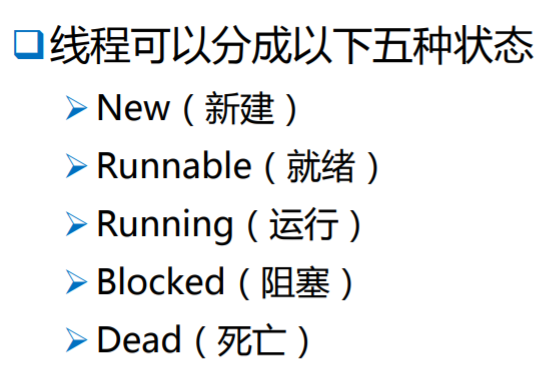 线程可以分成以下五种状态
New（新建）
Runnable（就绪）
Running（运行）
Blocked（阻塞）
Dead（死亡）